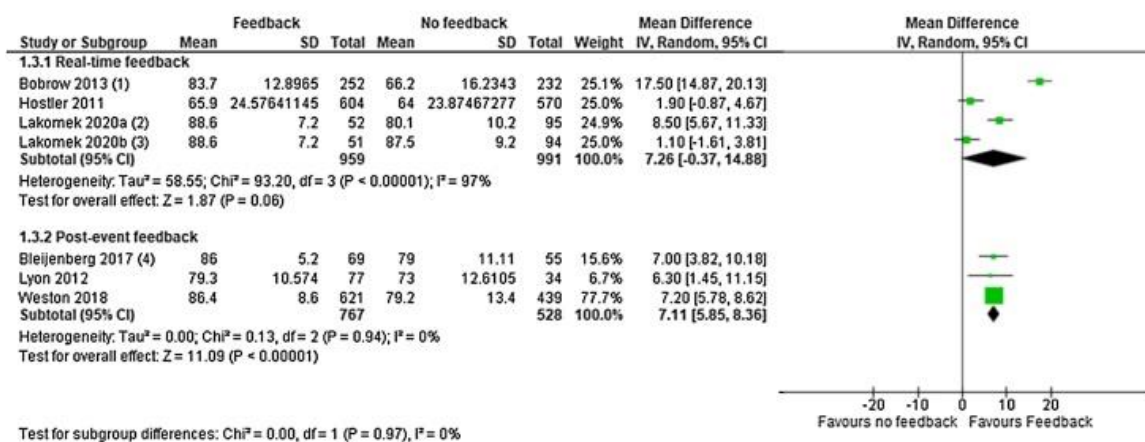 Feedback No feedback Mean Difference Mean Difference
Study or Subgroup Mean SD Total Mean SD Total Weight IV, Random, 95% CI IV, Random, 95% CI
1.3.1 Real-time feedback
Bobrow 2013 (1) 83.7 12.8965 252 66.2 16.2343 232 25.1% 17.50 [14.87, 20.13]
Hostler 2011 65.9 24.57641145 604 64 23.87467277 570 25.0% 1.90 [-0.87, 4.67]
Lakomek 2020a (2) 88.6 7.2 52 80.1 10.2 95 24.9% 8.50 [5.67, 11.33]
Lakomek 2020b (3) 88.6 7.2 51 87.5 9.2 94 25.0% 1.10 [-1.61, 3.81]
Subtotal (95% CI) 959 991 100.0% 7.26 [-0.37, 14.88]
Heterogeneity: Tau² = 58.55; Chi² = 93.20, df = 3 (P < 0.00001); I² = 97%
Test for overall effect: Z = 1.87 (P = 0.06)
1.3.2 Post-event feedback
Bleijenberg 2017 (4) 86 5.2 69 79 11.11 55 15.6% 7.00 [3.82, 10.18]
Lyon 2012 79.3 10.574 77 73 12.6105 34 6.7% 6.30 [1.45, 11.15]
Weston 2018 86.4 8.6 621 79.2 13.4 439 77.7% 7.20 [5.78, 8.62]
Subtotal (95% CI) 767 528 100.0% 7.11 [5.85, 8.36]
Heterogeneity: Tau² = 0.00; Chi² = 0.13, df = 2 (P = 0.94); I² = 0%
Test for overall effect: Z = 11.09 (P < 0.00001)
-20 -10 0 10 20
Favours no feedback Favours Feedback
Test for subgroup differences: Chi² = 0.00, df = 1 (P = 0.97), I² = 0%